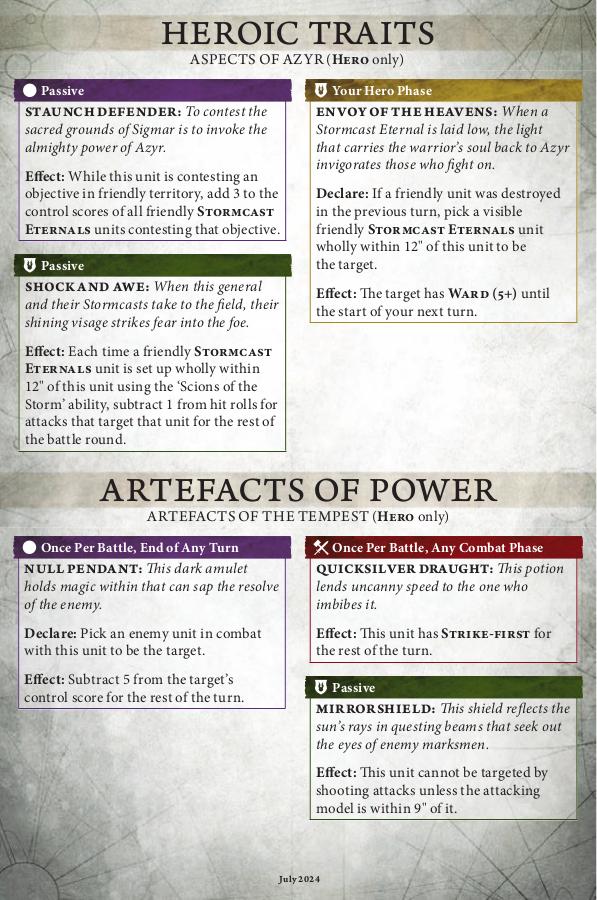 HEROIC TRAITS
ASPECTS OF AZYR (HERO only)
Passive
STAUNCH DEFENDER: To contest the
sacred grounds of Sigmar is to invoke the
almighty power of Azyr.
Effect: While this unit is contesting an
objective in friendly territory, add 3 to the
control scores of all friendly STORMCAST
ETERNALS units contesting that objective.
Passive
SHOCK AND AWE: When this general
and their Stormcasts take to the field, their
shining visage strikes fear into the foe.
Effect: Each time a friendly STORMCAST
ETERNALS unit is set up wholly within
12" of this unit using the ‘Scions of the
Storm’ ability, subtract 1 from hit rolls for
attacks that target that unit for the rest of
the battle round.
Your Hero Phase
ENVOY OF THE HEAVENS: When a
Stormcast Eternal is laid low, the light
that carries the warrior’s soul back to Azyr
invigorates those who fight on.
Declare: If a friendly unit was destroyed
in the previous turn, pick a visible
friendly STORMCAST ETERNALS unit
wholly within 12" of this unit to be
the target.
Effect: The target has WARD (5+) until
the start of your next turn.
ARTEFACTS OF POWER
ARTEFACTS OF THE TEMPEST (HERO only)
Once Per Battle, End of Any Turn
NULL PENDANT: This dark amulet
holds magic within that can sap the resolve
of the enemy.
Declare: Pick an enemy unit in combat
with this unit to be the target.
Effect: Subtract 5 from the target’s
control score for the rest of the turn.
Once Per Battle, Any Combat Phase
QUICKSILVER DRAUGHT: This potion
lends uncanny speed to the one who
imbibes it.
Effect: This unit has STRIKE-FIRST for
the rest of the turn.
Passive
MIRRORSHIELD: This shield reflects the
sun’s rays in questing beams that seek out
the eyes of enemy marksmen.
Effect: This unit cannot be targeted by
shooting attacks unless the attacking
model is within 9" of it.
July 2024